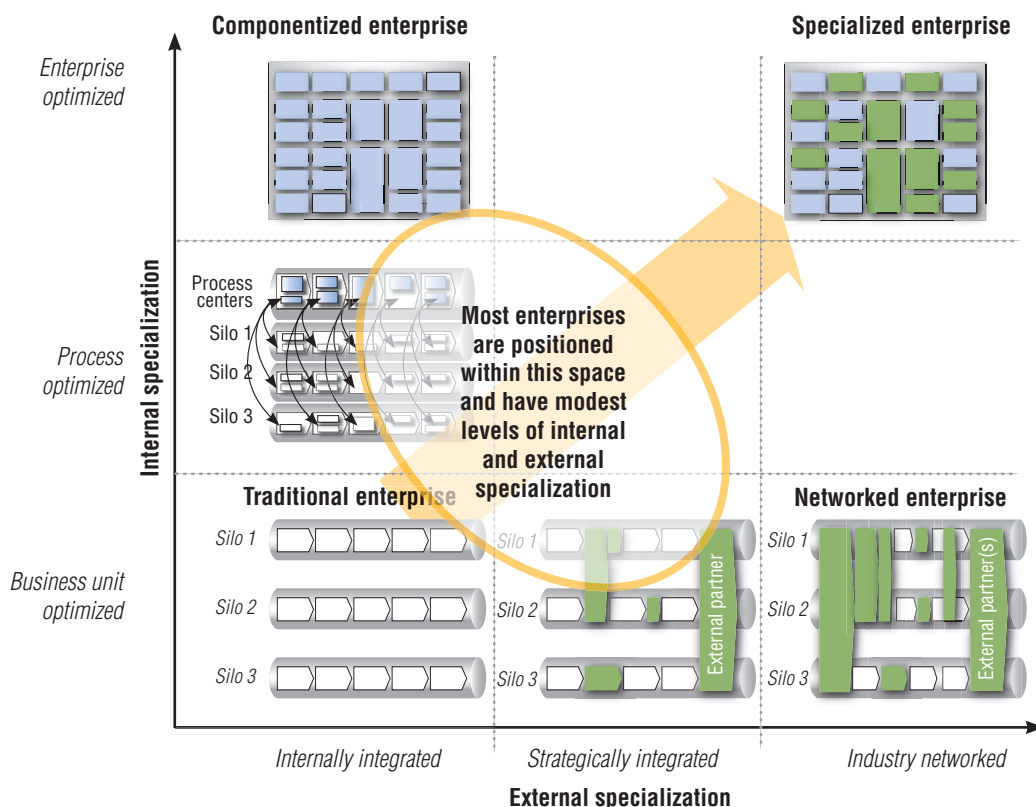 Componentized enterprise
Specialized enterprise
Enterprise
optimized
Internal specialization
Process
centers
Silo 1
Silo 2
Silo 3
Process
optimized
Most enterprises
are positioned
within this space
and have modest
levels of internal
and external
specialization
Traditional enterprise
Networked enterprise
Silo 1
Silo 2
Silo 3
Silo 1
Silo 2
Silo 3
External partner
Silo 1
Silo 2
Silo 3
External partner(s)
Business unit
optimized
Internally integrated
Strategically integrated
Industry networked
External specialization